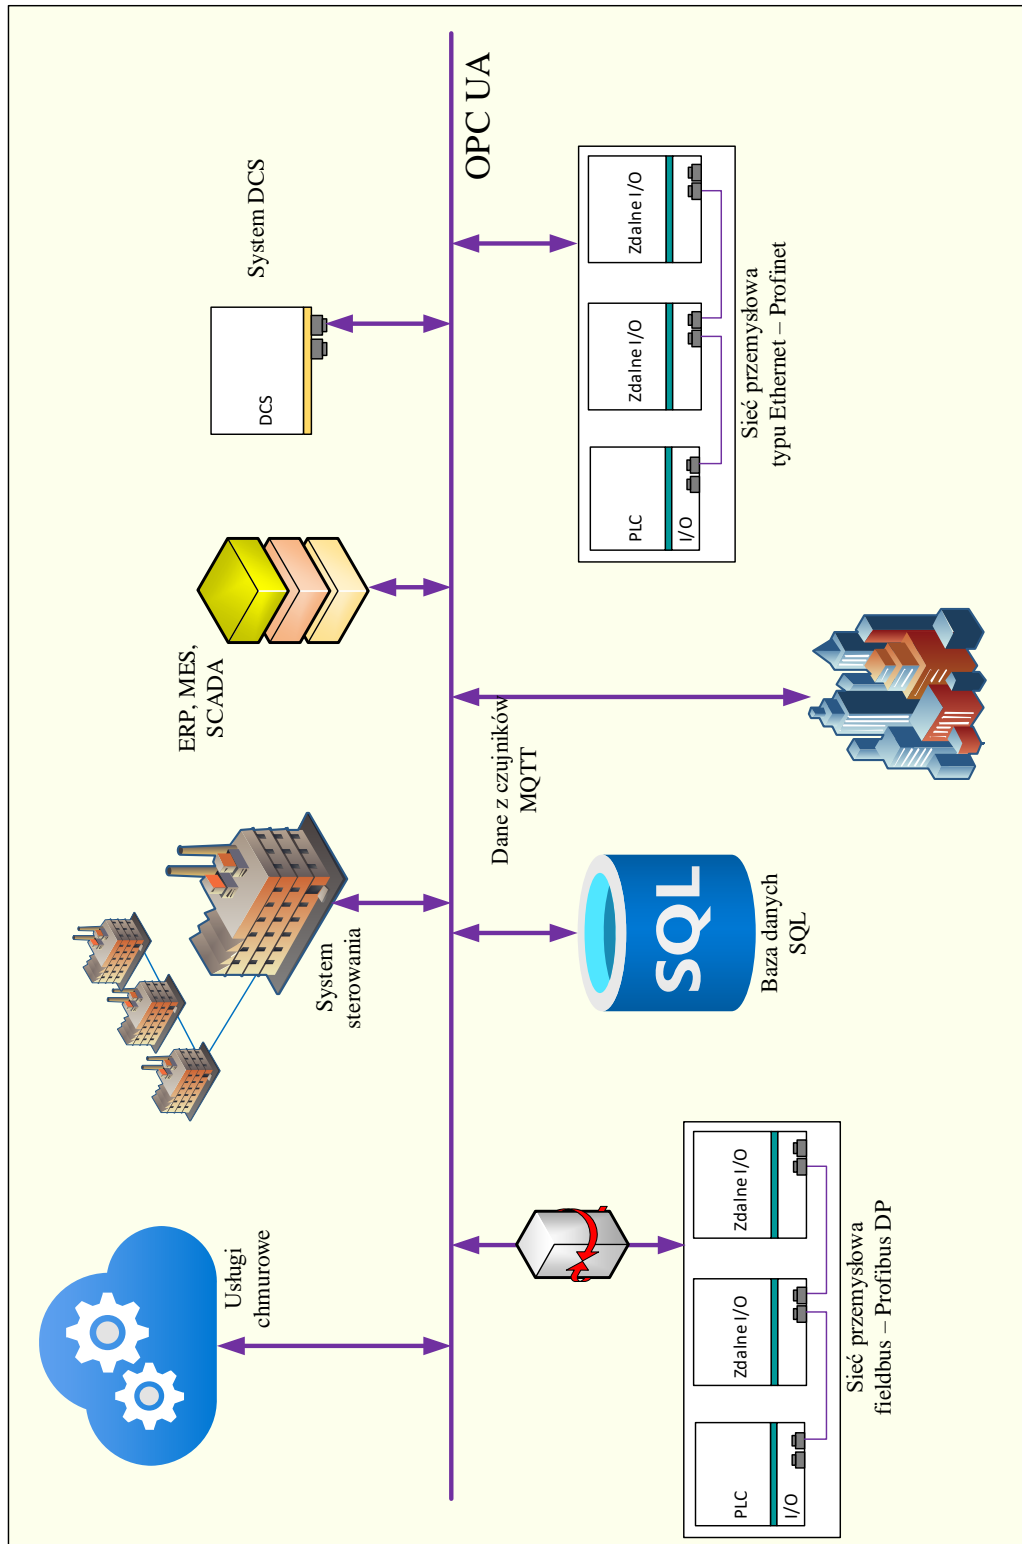 Usługi
chmurowe
System
sterowania
ERP, MES,
SCADA
DCS
System DCS
OPC UA
Dane z czujników
MQTT
PLC
I/O
Zdalne I/O
Zdalne I/O
Sieć przemysłowa
fieldbus – Profibus DP
SQL
Baza danych
SQL
PLC
I/O
Zdalne I/O
Zdalne I/O
Sieć przemysłowa
typu Ethernet – Profinet